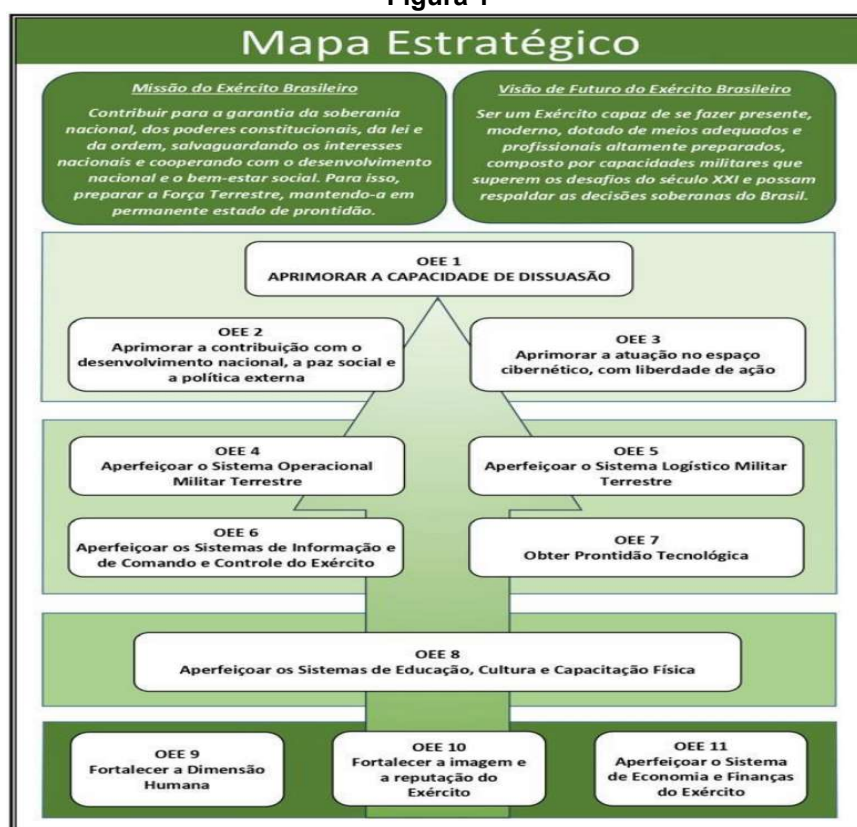 Figura 1
Mapa Estratégico
Missão do Exército Brasileiro
Contribuir para a garantia da soberania
nacional, dos poderes constitucionais, da lei e
da ordem, salvaguardando os interesses
nacionais e cooperando com o desenvolvimento
nacional e o bem-estar social. Para isso,
preparar a Força Terrestre, mantendo-a em
permanente estado de prontidão.
Visão de Futuro do Exército Brasileiro
Ser um Exército capaz de se fazer presente,
moderno, dotado de meios adequados e
profissionais altamente preparados,
composto por capacidades militares que
superem os desafios do século XXI e possam
respaldar as decisões soberanas do Brasil.
OEE 1
APRIMORAR A CAPACIDADE DE DISSUASÃO
OEE 2
Aprimorar a contribuição com o
desenvolvimento nacional, a paz social e
a política externa
OEE 3
Aprimorar a atuação no espaço
cibernético, com liberdade de ação
OEE 4
Aperfeiçoar o Sistema Operacional
Militar Terrestre
OEE 5
Aperfeiçoar o Sistema Logístico Militar
Terrestre
OEE 6
Aperfeiçoar os Sistemas de Informação e
de Comando e Controle do Exército
OEE 7
Obter Prontidão Tecnológica
OEE 8
Aperfeiçoar os Sistemas de Educação, Cultura e Capacitação Física
OEE 9
Fortalecer a Dimensão
Humana
OEE 10
Fortalecer a imagem e
a reputação do
Exército
OEE 11
Aperfeiçoar o Sistema
de Economia e Finanças
do Exército